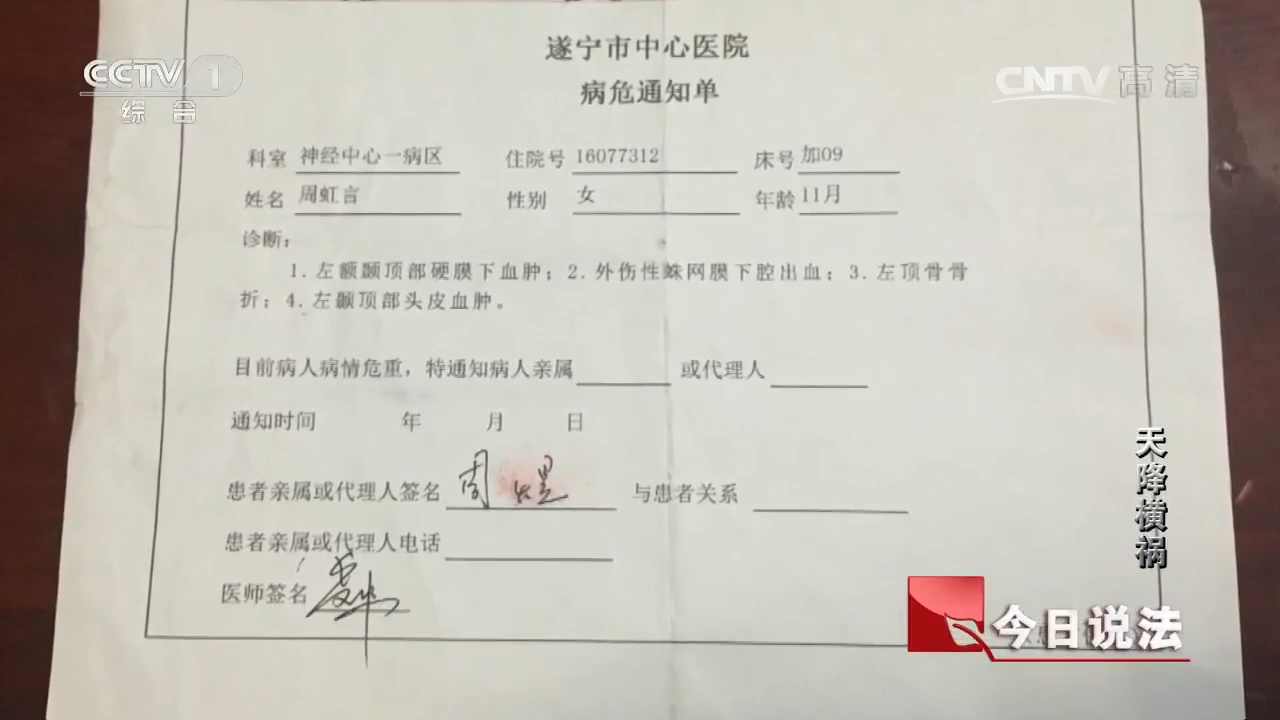 CCTV 1
综合
CNTV高清
遂宁市中心医院
病危通知单
科室 神经中心一病区 住院号 16077312 床号 加09
姓名 周虹言 性别 女 年龄 11月
诊断:
1.左额颞顶部硬膜下血肿;2.外伤性蛛网膜下腔出血;3.左顶骨骨
折;4.左颞顶部头皮血肿。
目前病人病情危重,特通知病人亲属 或代理人
通知时间 年 月 日
患者亲属或代理人签名 周 与患者关系
患者亲属或代理人电话
医师签名
天降横祸
今日说法